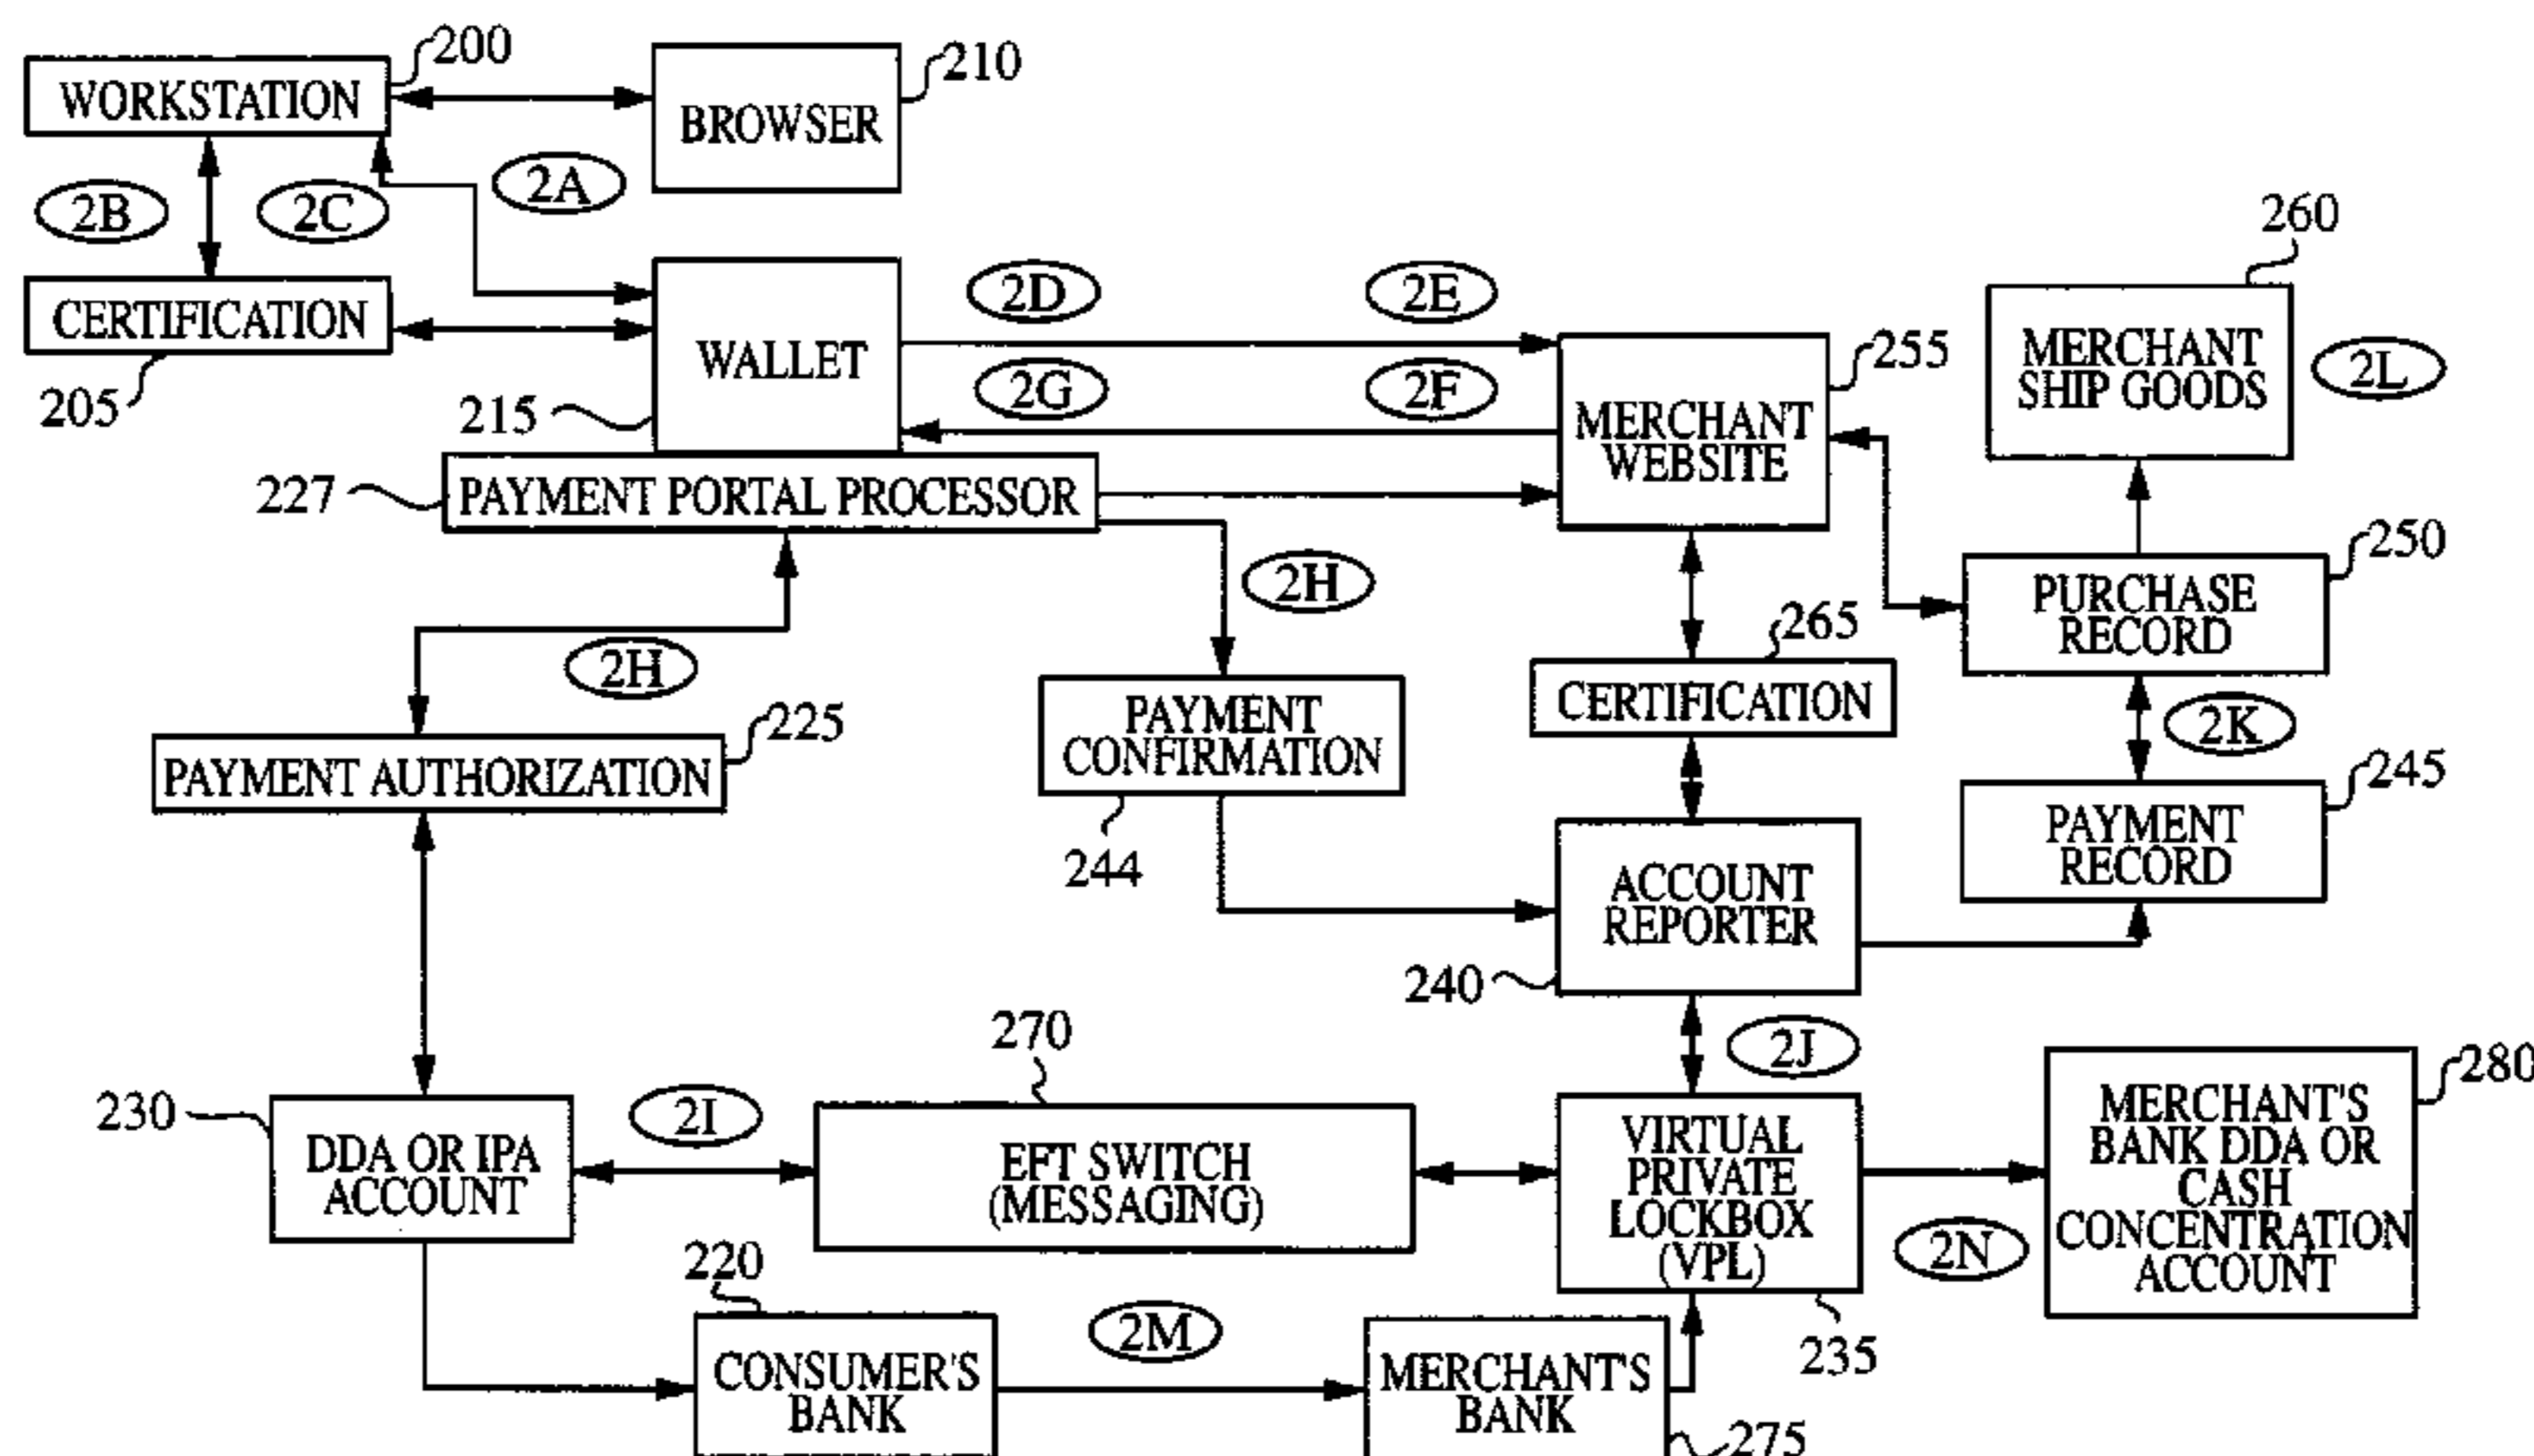 200
WORKSTATION
BROWSER
210
2B
2C
2A
CERTIFICATION
205
WALLET
215
2D
2E
2G
2F
MERCHANT
WEBSITE
255
260
MERCHANT
SHIP GOODS
2L
227
PAYMENT PORTAL PROCESSOR
2H
2H
PAYMENT AUTHORIZATION
225
PAYMENT
CONFIRMATION
244
265
CERTIFICATION
250
PURCHASE
RECORD
2K
245
PAYMENT
RECORD
ACCOUNT
REPORTER
240
2J
230
DDA OR IPA
ACCOUNT
2I
270
EFT SWITCH
(MESSAGING)
VIRTUAL
PRIVATE
LOCKBOX
(VPL)
235
2N
280
MERCHANT'S
BANK DDA OR
CASH
CONCENTRATION
ACCOUNT
220
CONSUMER'S
BANK
2M
MERCHANT'S
BANK
275